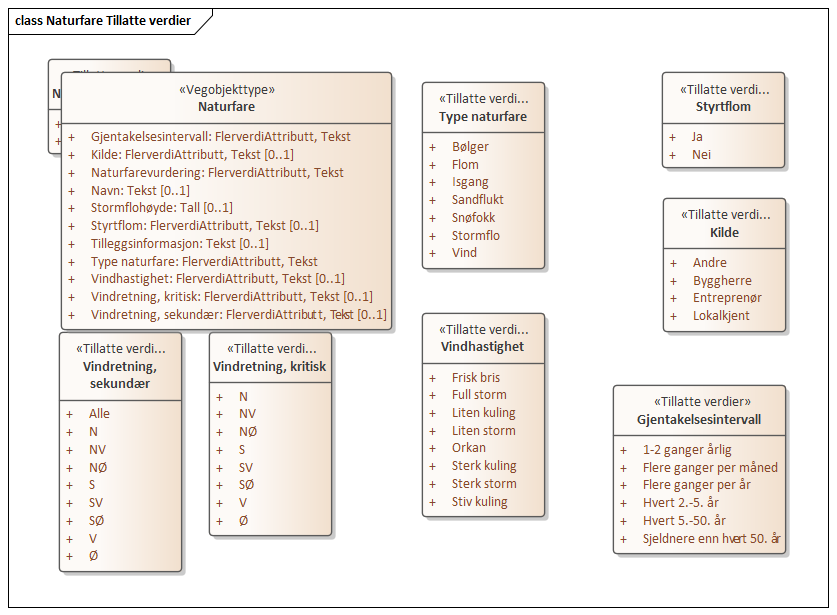 class Naturfare Tillatte verdier
N
«Vegobjekttype»
Naturfare
+ Gjentakelsesintervall: FlerverdiAttributt, Tekst
+ Kilde: FlerverdiAttributt, Tekst [0..1]
+ Naturfarevurdering: FlerverdiAttributt, Tekst
+ Navn: Tekst [0..1]
+ Stormflohøyde: Tall [0..1]
+ Styrtflom: FlerverdiAttributt, Tekst [0..1]
+ Tilleggsinformasjon: Tekst [0..1]
+ Type naturfare: FlerverdiAttributt, Tekst
+ Vindhastighet: FlerverdiAttributt, Tekst [0..1]
+ Vindretning, kritisk: FlerverdiAttributt, Tekst [0..1]
+ Vindretning, sekundær: FlerverdiAttributt, Tekst [0..1]
«Tillatte verdi...
Vindretning,
sekundær
+ Alle
+ N
+ NV
+ NØ
+ S
+ SV
+ SØ
+ V
+ Ø
«Tillatte verdi...
Vindretning, kritisk
+ N
+ NV
+ NØ
+ S
+ SV
+ SØ
+ V
+ Ø
«Tillatte verdi...
Type naturfare
+ Bølger
+ Flom
+ Isgang
+ Sandflukt
+ Snøfokk
+ Stormflo
+ Vind
«Tillatte verdi...
Vindhastighet
+ Frisk bris
+ Full storm
+ Liten kuling
+ Liten storm
+ Orkan
+ Sterk kuling
+ Sterk storm
+ Stiv kuling
«Tillatte verdi...
Styrtflom
+ Ja
+ Nei
«Tillatte verdi...
Kilde
+ Andre
+ Byggherre
+ Entreprenør
+ Lokalkjent
«Tillatte verdier»
Gjentakelsesintervall
+ 1-2 ganger årlig
+ Flere ganger per måned
+ Flere ganger per år
+ Hvert 2.-5. år
+ Hvert 5.-50. år
+ Sjeldnere enn hvert 50. år